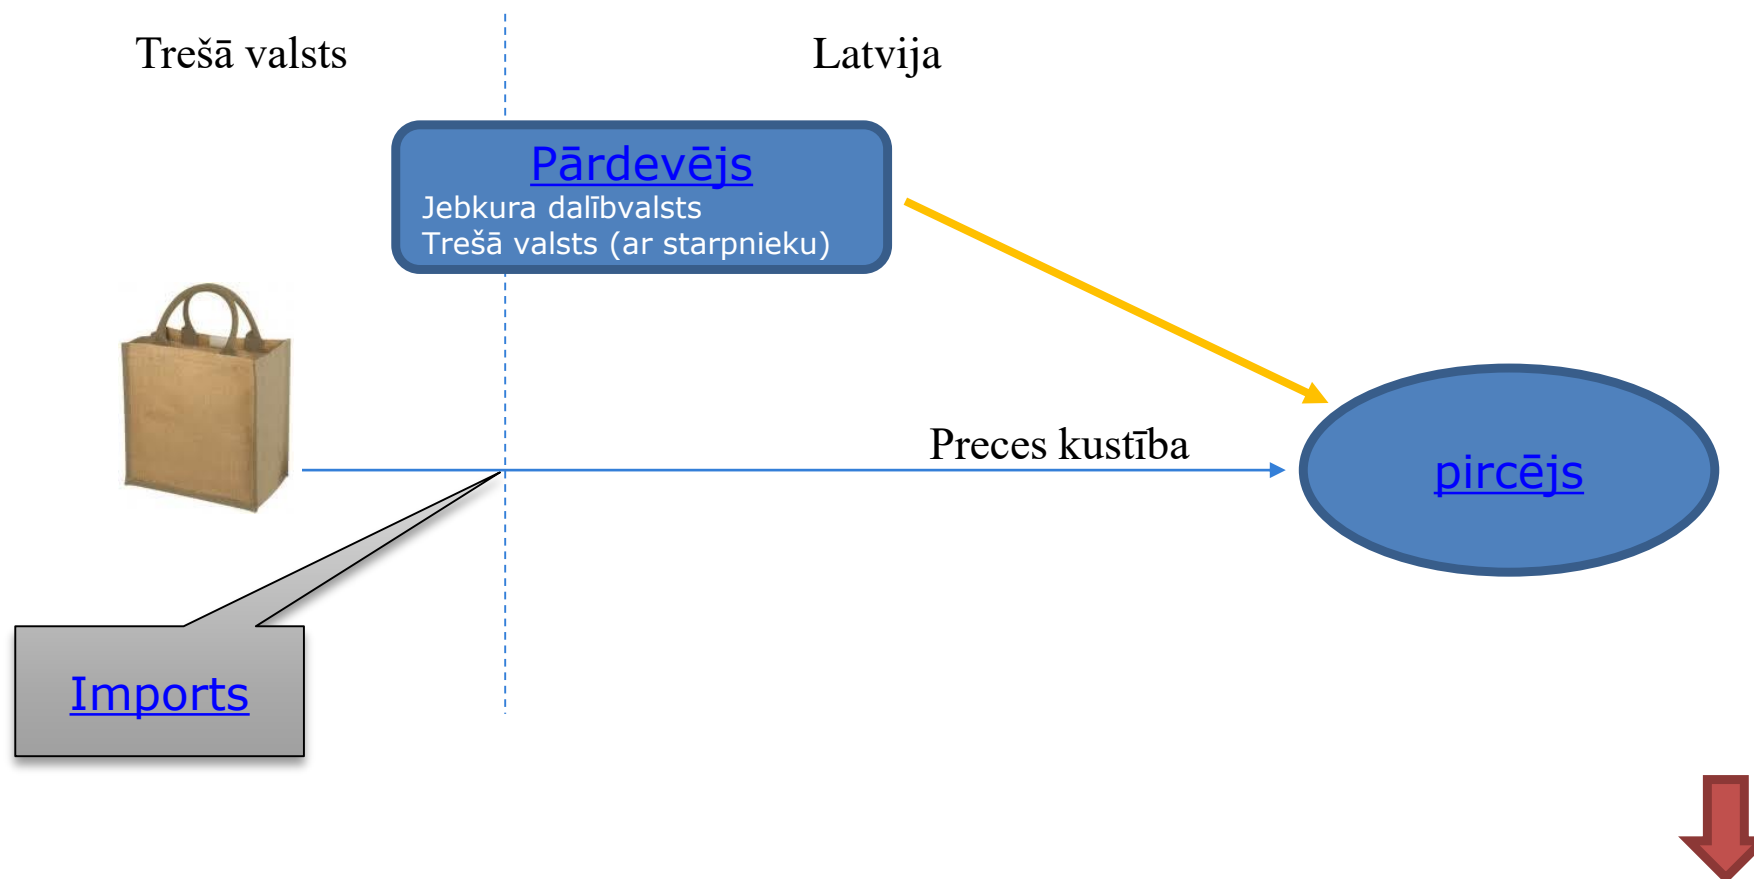 Trešā valsts
Latvija
Pārdevējs
Jebkura dalībvalsts
Trešā valsts (ar starpnieku)
Preces kustība
pircējs
Imports